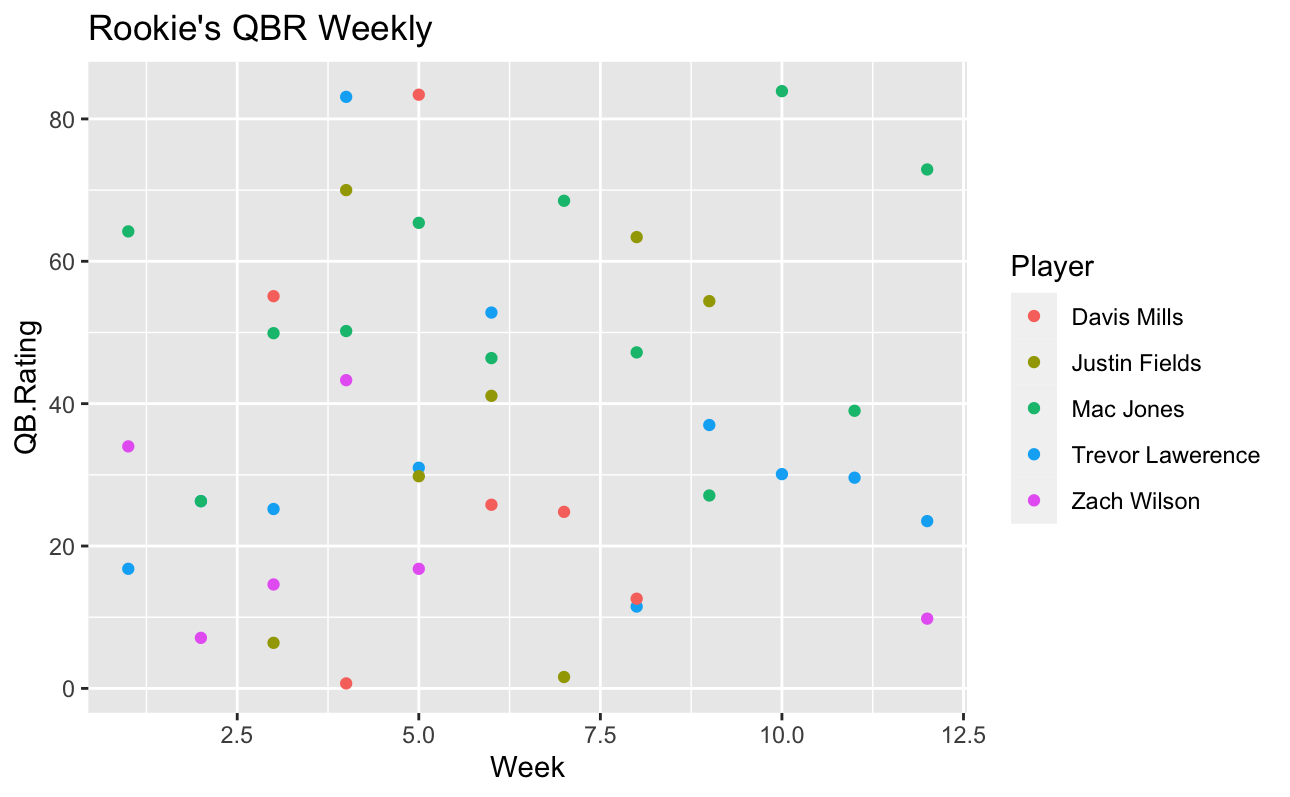 Rookie's QBR Weekly
QB.Rating
80
60
40
20
0
2.5 5.0 7.5 10.0 12.5
Week
Player
Davis Mills
Justin Fields
Mac Jones
Trevor Lawerence
Zach Wilson